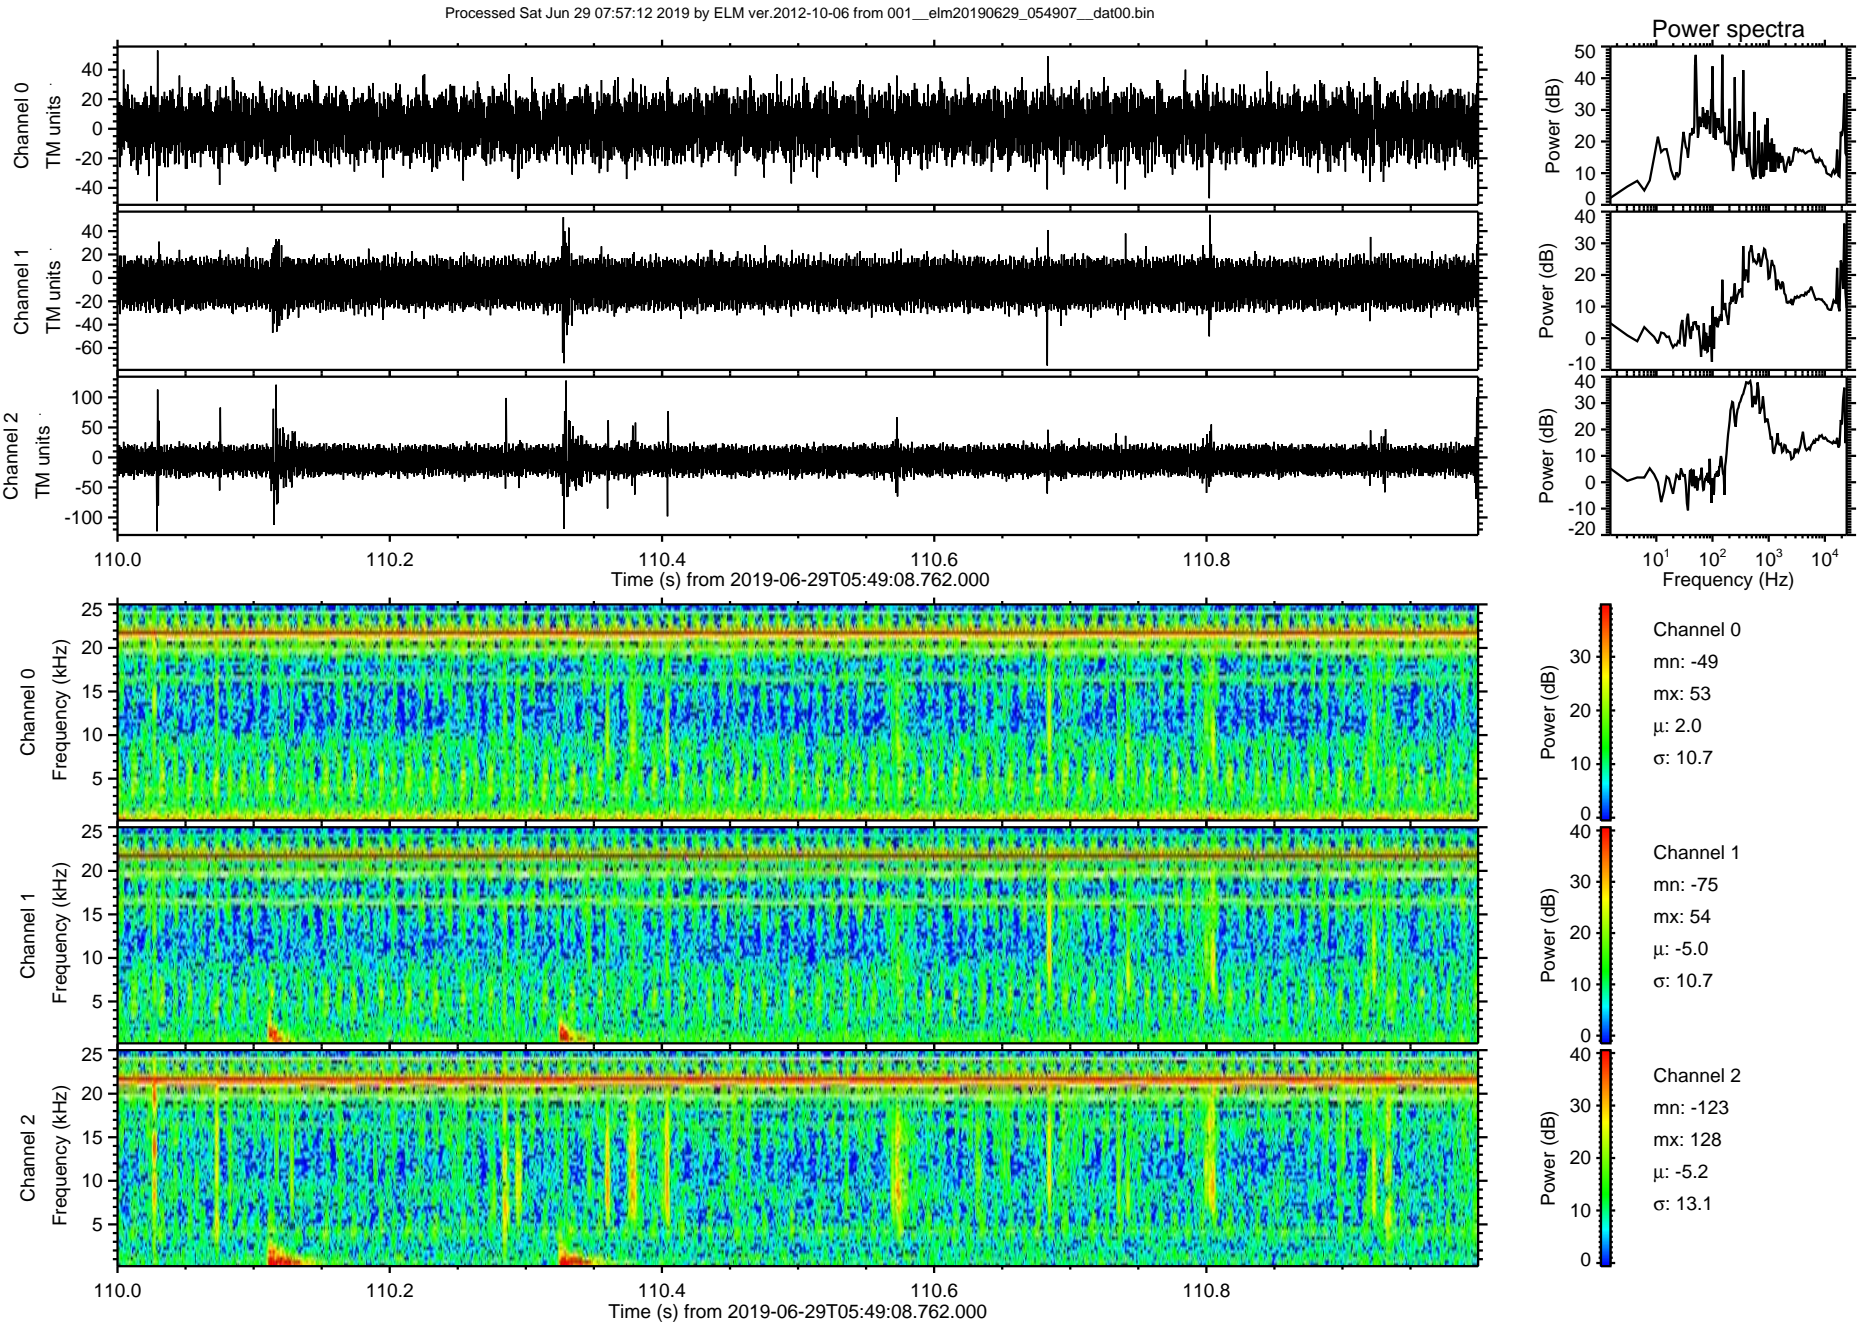 Processed Sat Jun 29 07:57:12 2019 by ELM ver.2012-10-06 from 001__elm20190629_054907__dat00.bin
Power spectra
Channel 0
TM units
40
20
0
-20
-40
Power (dB)
50
40
30
20
10
0
Channel 1
TM units
40
20
0
-20
-40
-60
Power (dB)
40
30
20
10
0
-10
Channel 2
TM units
100
50
0
-50
-100
Power (dB)
40
30
20
10
0
-10
-20
110.0 110.2 110.4 110.6 110.8
Time (s) from 2019-06-29T05:49:08.762.000
10¹ 10² 10³ 10⁴
Frequency (Hz)
Channel 0
Frequency (kHz)
25
20
15
10
5
Power (dB)
30
20
10
0
Channel 0
mn: -49
mx: 53
μ: 2.0
σ: 10.7
Channel 1
Frequency (kHz)
25
20
15
10
5
Power (dB)
40
30
20
10
0
Channel 1
mn: -75
mx: 54
μ: -5.0
σ: 10.7
Channel 2
Frequency (kHz)
25
20
15
10
5
Power (dB)
40
30
20
10
0
Channel 2
mn: -123
mx: 128
μ: -5.2
σ: 13.1
110.0 110.2 110.4 110.6 110.8
Time (s) from 2019-06-29T05:49:08.762.000